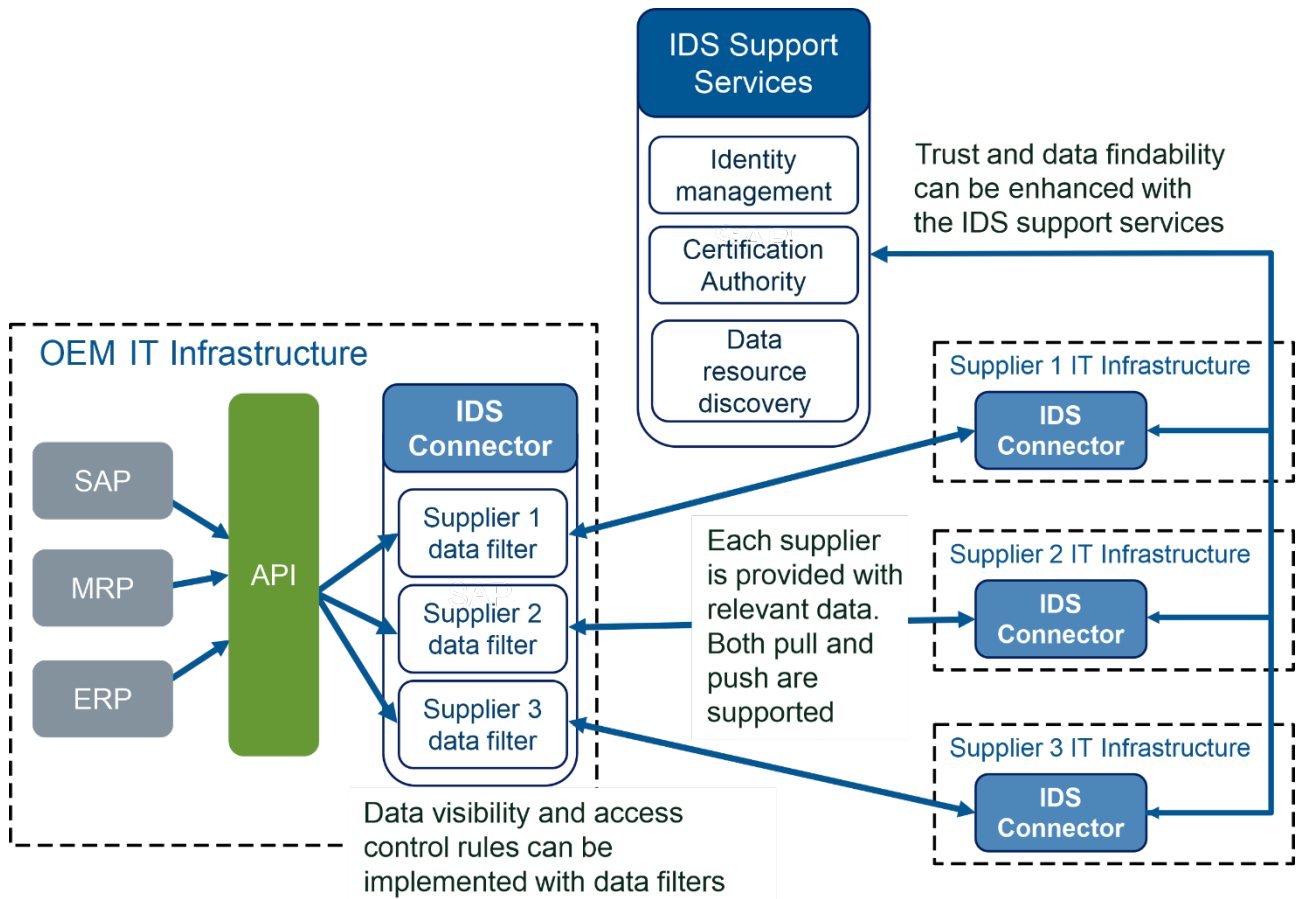 IDS Support
Services
Identity
management
Certification
Authority
Data
resource
discovery
Trust and data findability
can be enhanced with
the IDS support services
OEM IT Infrastructure
SAP
MRP
ERP
API
IDS
Connector
Supplier 1
data filter
Supplier 2
data filter
Supplier 3
data filter
Data visibility and access
control rules can be
implemented with data filters
Each supplier
is provided with
relevant data.
Both pull and
push are
supported
Supplier 1 IT Infrastructure
IDS
Connector
Supplier 2 IT Infrastructure
IDS
Connector
Supplier 3 IT Infrastructure
IDS
Connector